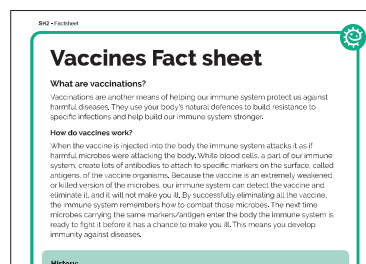 SH2 - Factsheet
Vaccines Fact sheet
What are vaccinations?
Vaccinations are another means of helping our immune system protect us against
harmful diseases. They use your body's natural defences to build resistance to
specific infections and help build our immune system stronger.
How do vaccines work?
When the vaccine is injected into the body the immune system attacks it as if
harmful microbes were attacking the body. White blood cells, a part of our immune
system, create lots of antibodies to attach to specific markers on the surface, called
antigens, of the vaccine organisms. Because the vaccine is an extremely weakened
or killed version of the microbes, our immune system can detect the vaccine and
eliminate it, and it will not make you ill. By successfully eliminating all the vaccine,
the immune system remembers how to combat those microbes. The next time
microbes carrying the same markers/antigen enter the body the immune system is
ready to fight it before it has a chance to make you ill. This means you develop
immunity against diseases.
History: